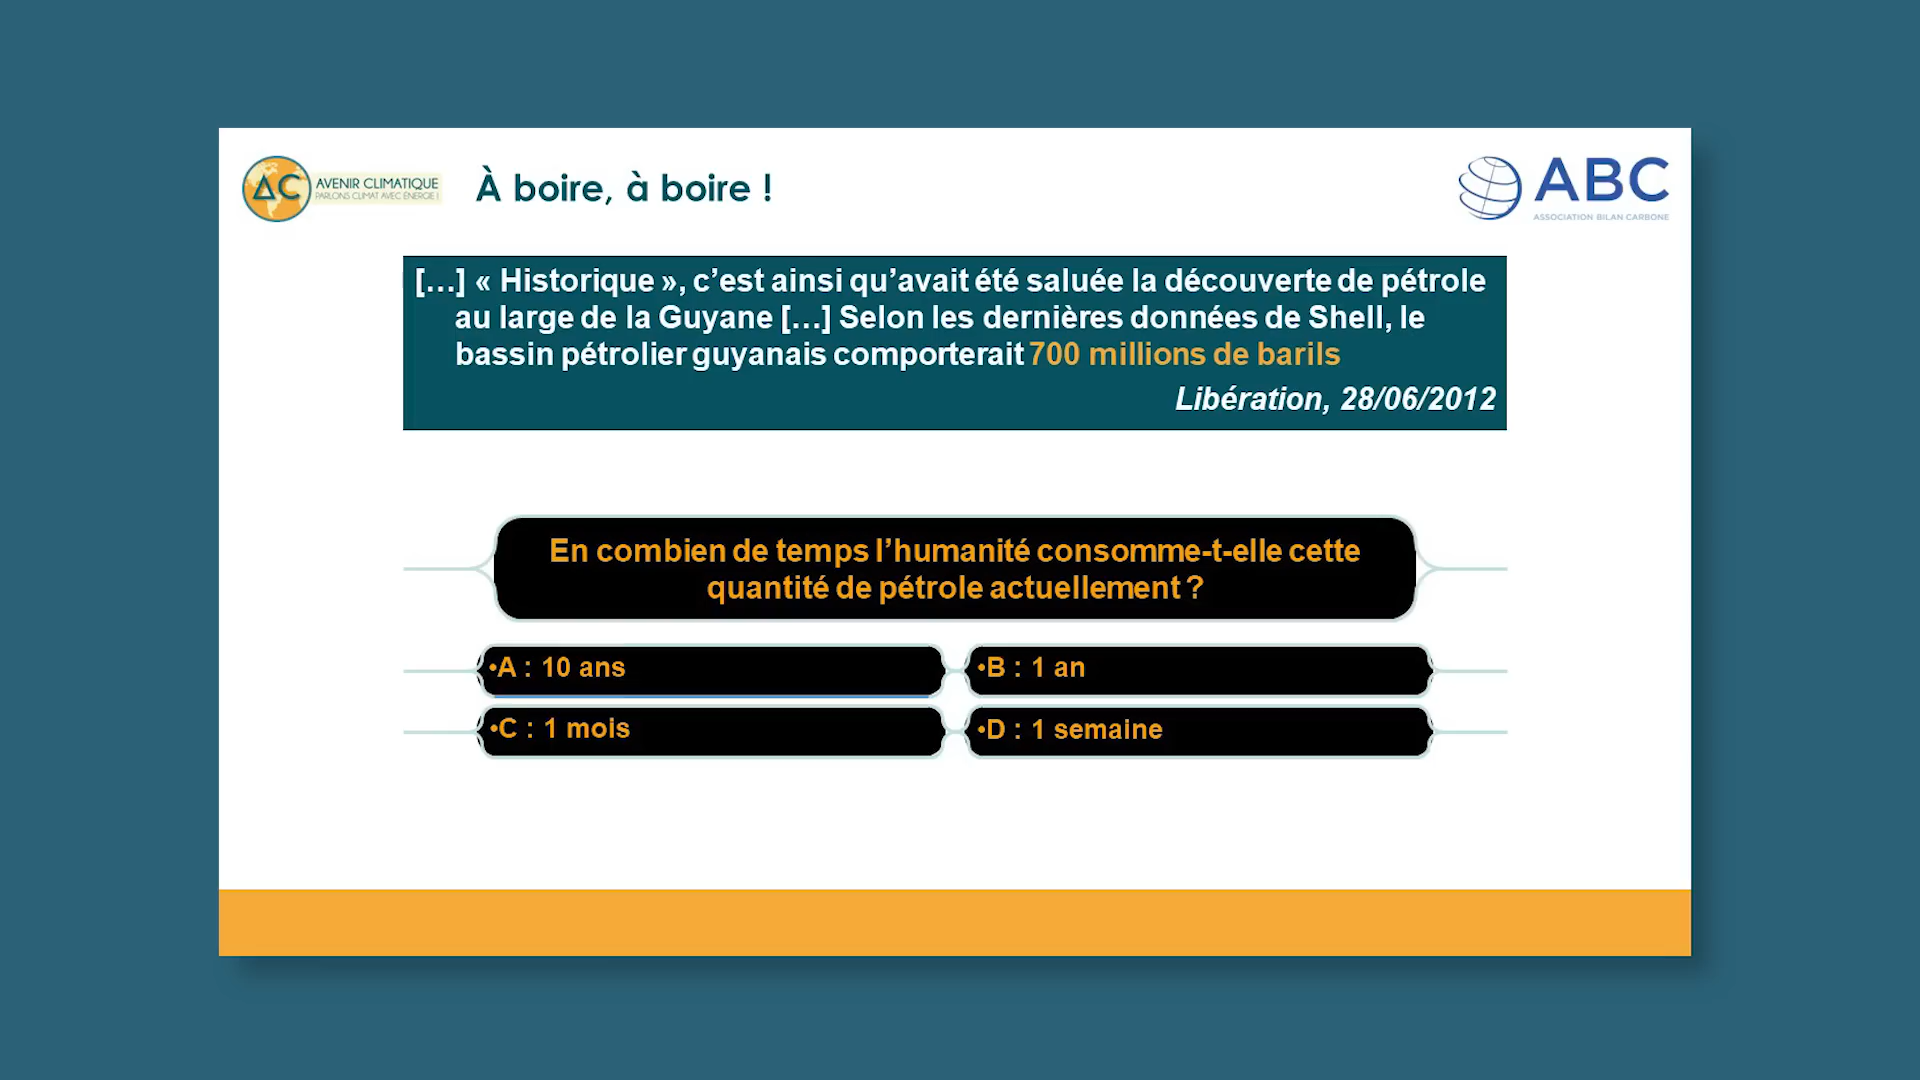 AC AVENIR CLIMATIQUE
PARLONS CLIMAT AVEC ÉNERGIE !
À boire, à boire !
ABC
ASSOCIATION BILAN CARBONE
[…] « Historique », c’est ainsi qu’avait été saluée la découverte de pétrole
au large de la Guyane […] Selon les dernières données de Shell, le
bassin pétrolier guyanais comporterait 700 millions de barils
Libération, 28/06/2012
En combien de temps l’humanité consomme-t-elle cette
quantité de pétrole actuellement ?
•A : 10 ans
•B : 1 an
•C : 1 mois
•D : 1 semaine